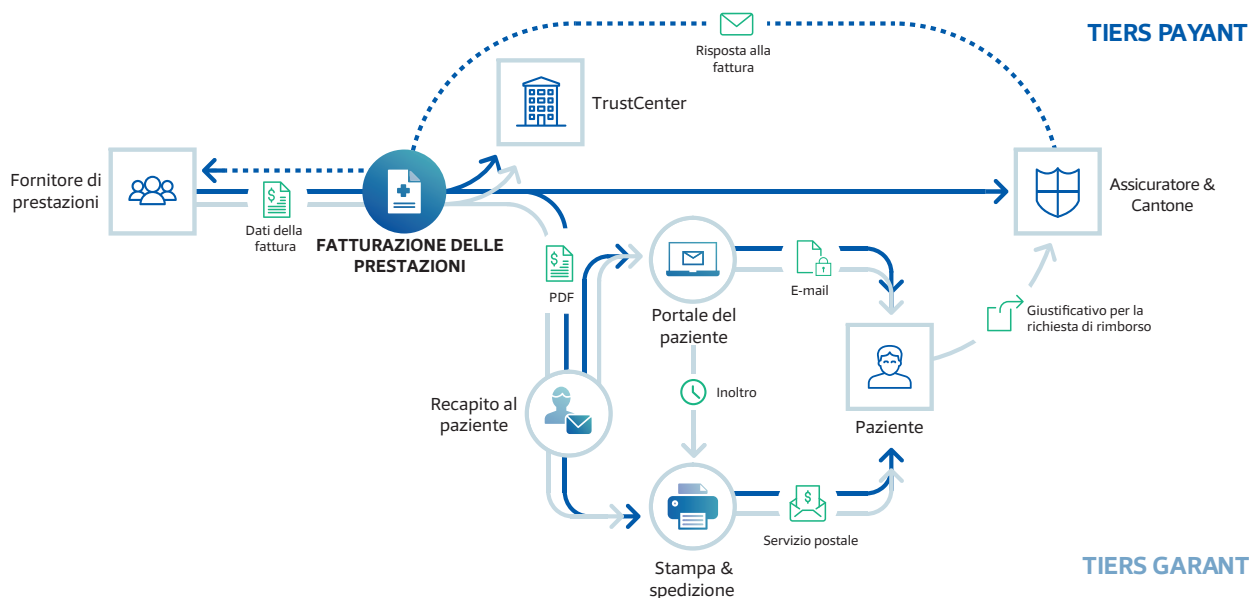 TIERS PAYANT
Risposta alla
fattura
TrustCenter
Fornitore di
prestazioni
Dati della
fattura
FATTURAZIONE DELLE
PRESTAZIONI
Assicuratore &
Cantone
PDF
E-mail
Portale del
paziente
Giustificativo per la
richiesta di rimborso
Inoltro
Recapito al
paziente
Paziente
Servizio postale
Stampa &
spedizione
TIERS GARANT